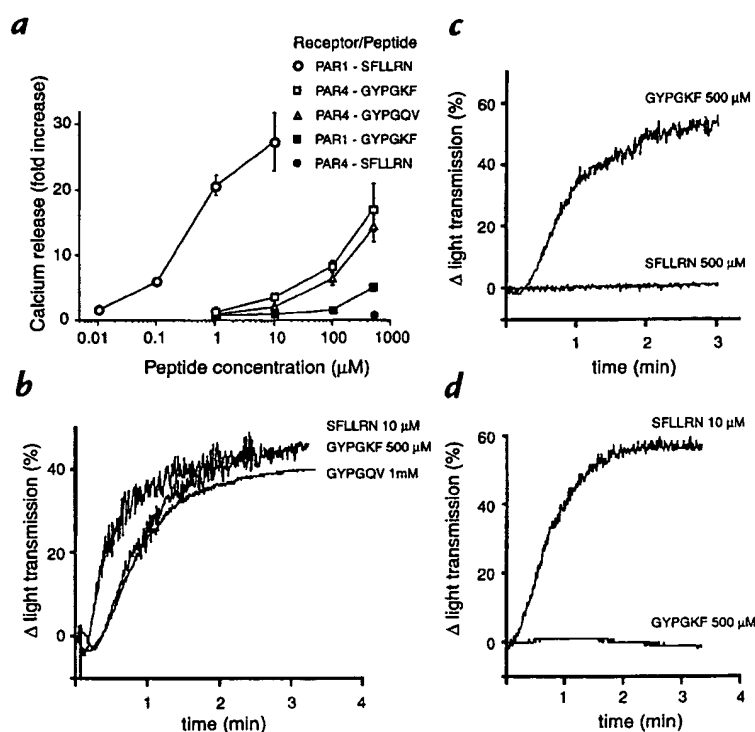 a
Receptor/Peptide
PAR1 - SFLLRN
PAR4 - GYPGKF
PAR4 - GYPGQV
PAR1 - GYPGKF
PAR4 - SFLLRN
Calcium release (fold increase)
30
20
10
0
0.01
0.1
1
10
100
1000
Peptide concentration (μM)
b
SFLLRN 10 μM
GYPGKF 500 μM
GYPGQV 1mM
Δ light transmission (%)
40
20
0
1
2
3
4
time (min)
c
GYPGKF 500 μM
SFLLRN 500 μM
Δ light transmission (%)
60
40
20
0
1
2
3
time (min)
d
SFLLRN 10 μM
GYPGKF 500 μM
Δ light transmission (%)
60
40
20
0
1
2
3
4
time (min)